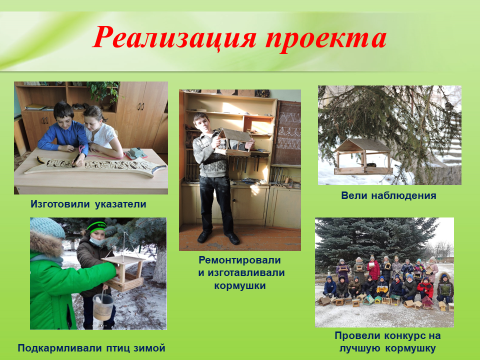 Реализация проекта
Изготовили указатели
Ремонтировали
и изготавливали
кормушки
Вели наблюдения
Подкармливали птиц зимой
Провели конкурс на
лучшую кормушку